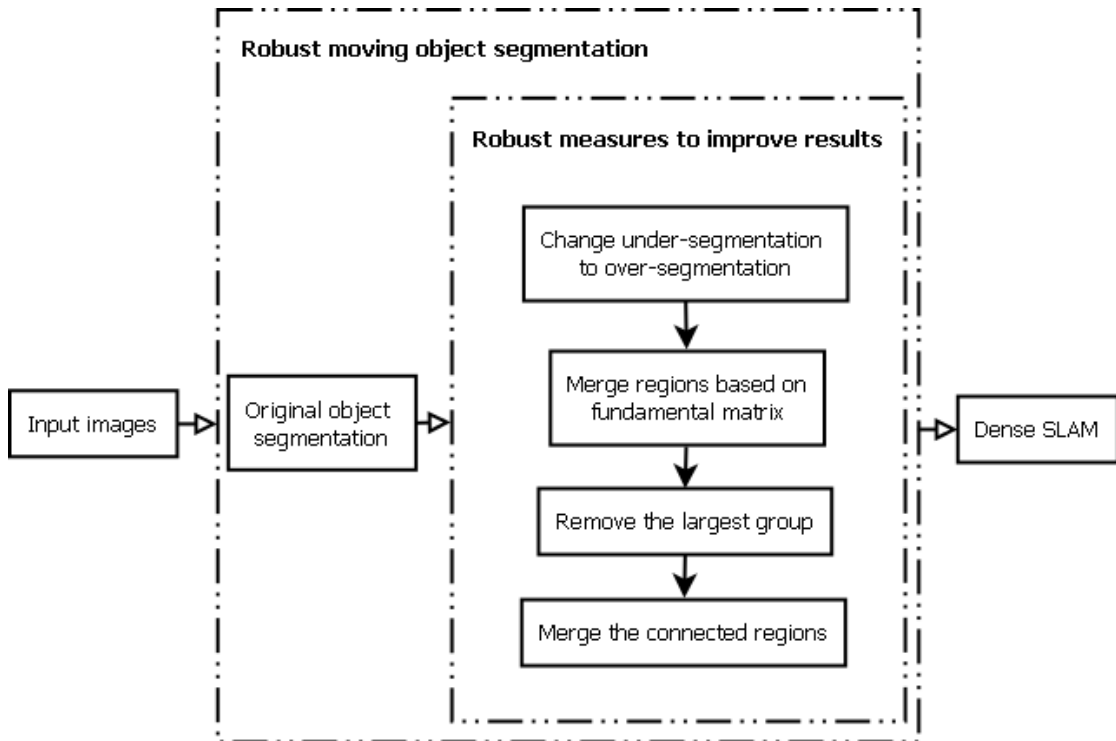 Robust moving object segmentation
Robust measures to improve results
Change under-segmentation
to over-segmentation
Merge regions based on
fundamental matrix
Input images
Original object
segmentation
Dense SLAM
Remove the largest group
Merge the connected regions